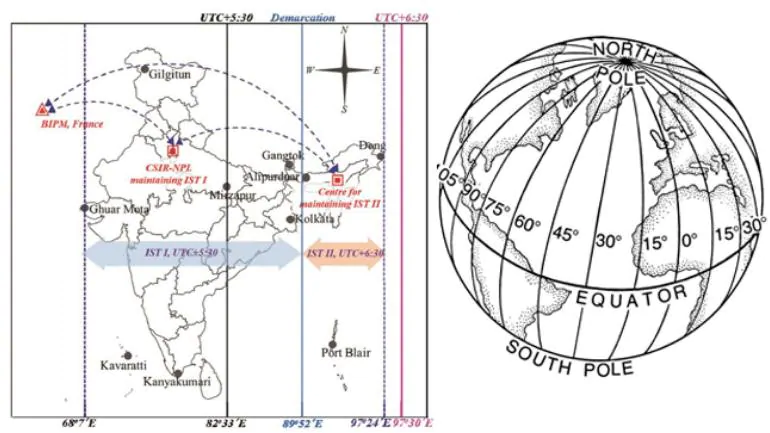 UTC+5:30 Demarcation UTC+6:30
N
W E
S
Gilgitun
BIPM, France
CSIR-NPL
maintaining IST I
Gangtok
Dong
Alipurduar
Mirzapur
Centre for
maintaining IST II
Ghuar Mota
Kolkata
IST I, UTC+5:30
IST II, UTC+6:30
Port Blair
Kavaratti
Kanyakumari
68°7'E 82°33'E 89°52'E 97°24'E 97°30'E
NORTH
POLE
105° 90° 75° 60° 45° 30° 15° 0° 15° 30°
EQUATOR
SOUTH POLE